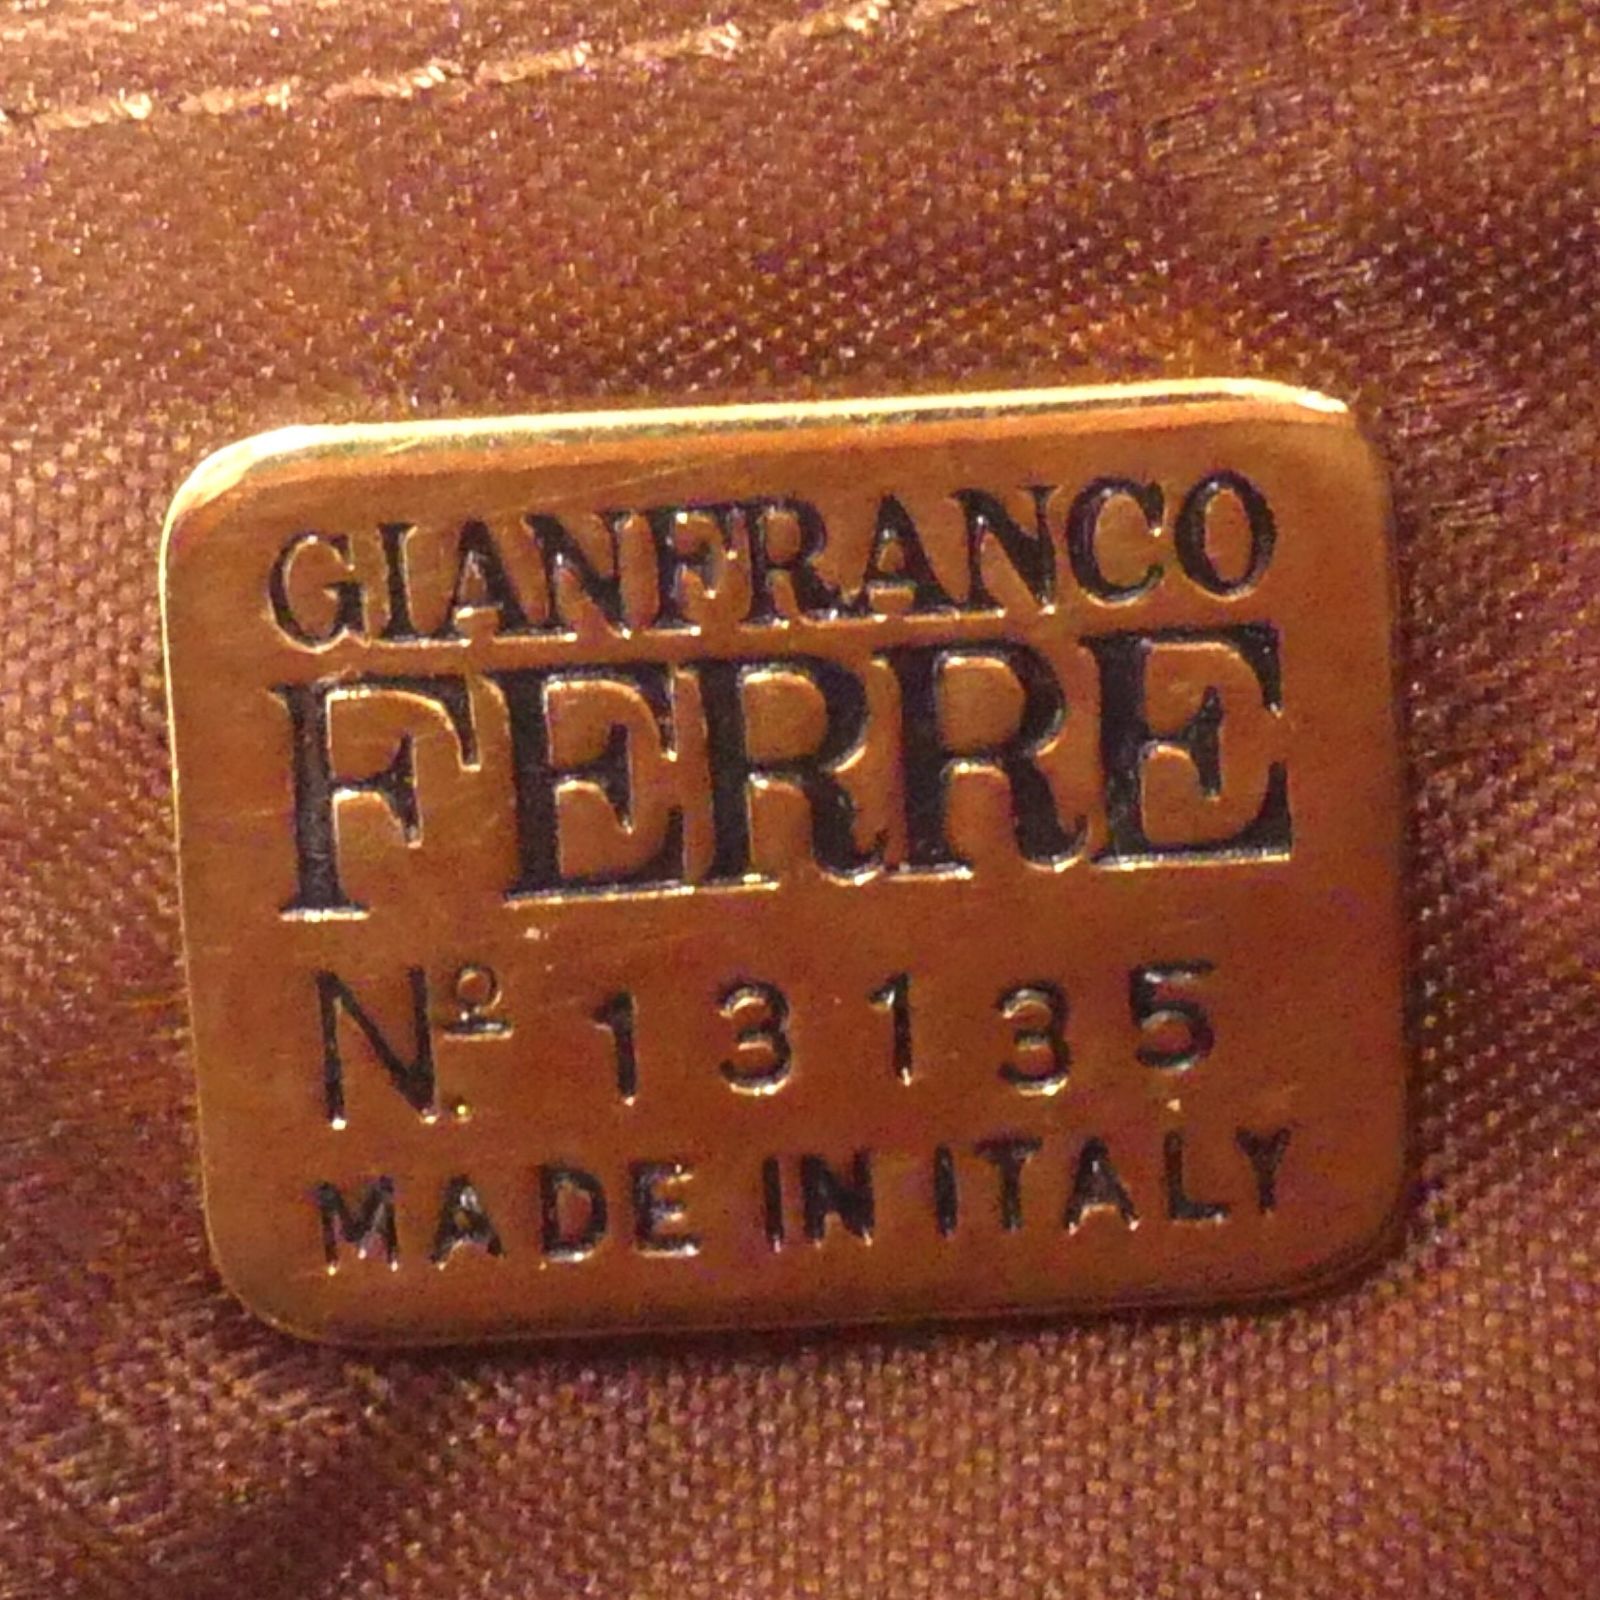 GIANFRANCO
FERRE
Nº 13135
MADE IN ITALY